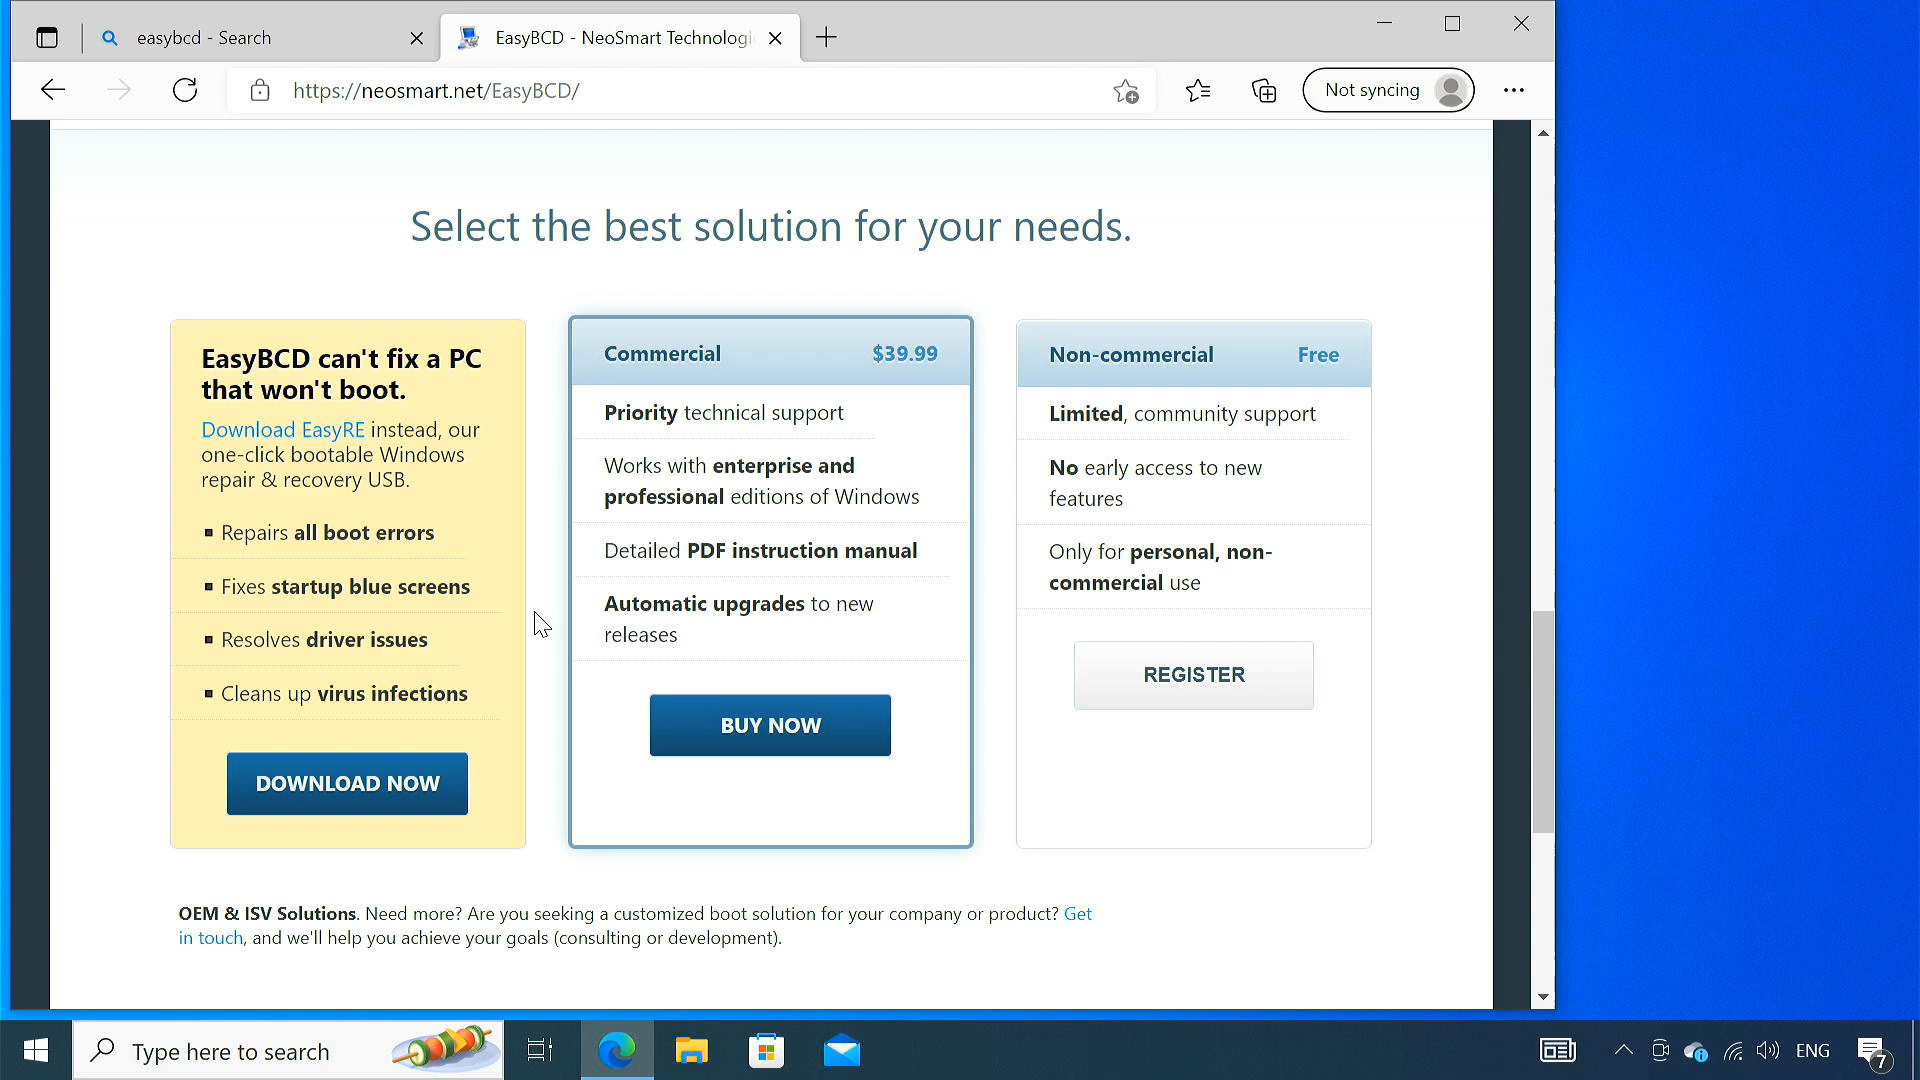 easybcd - Search
EasyBCD - NeoSmart Technologi
https://neosmart.net/EasyBCD/
Not syncing
Select the best solution for your needs.
EasyBCD can't fix a PC
that won't boot.
Download EasyRE instead, our
one-click bootable Windows
repair & recovery USB.
Repairs all boot errors
Fixes startup blue screens
Resolves driver issues
Cleans up virus infections
DOWNLOAD NOW
Commercial $39.99
Priority technical support
Works with enterprise and
professional editions of Windows
Detailed PDF instruction manual
Automatic upgrades to new
releases
BUY NOW
Non-commercial Free
Limited, community support
No early access to new
features
Only for personal, non-
commercial use
REGISTER
OEM & ISV Solutions. Need more? Are you seeking a customized boot solution for your company or product? Get
in touch, and we'll help you achieve your goals (consulting or development).
Type here to search
ENG
7